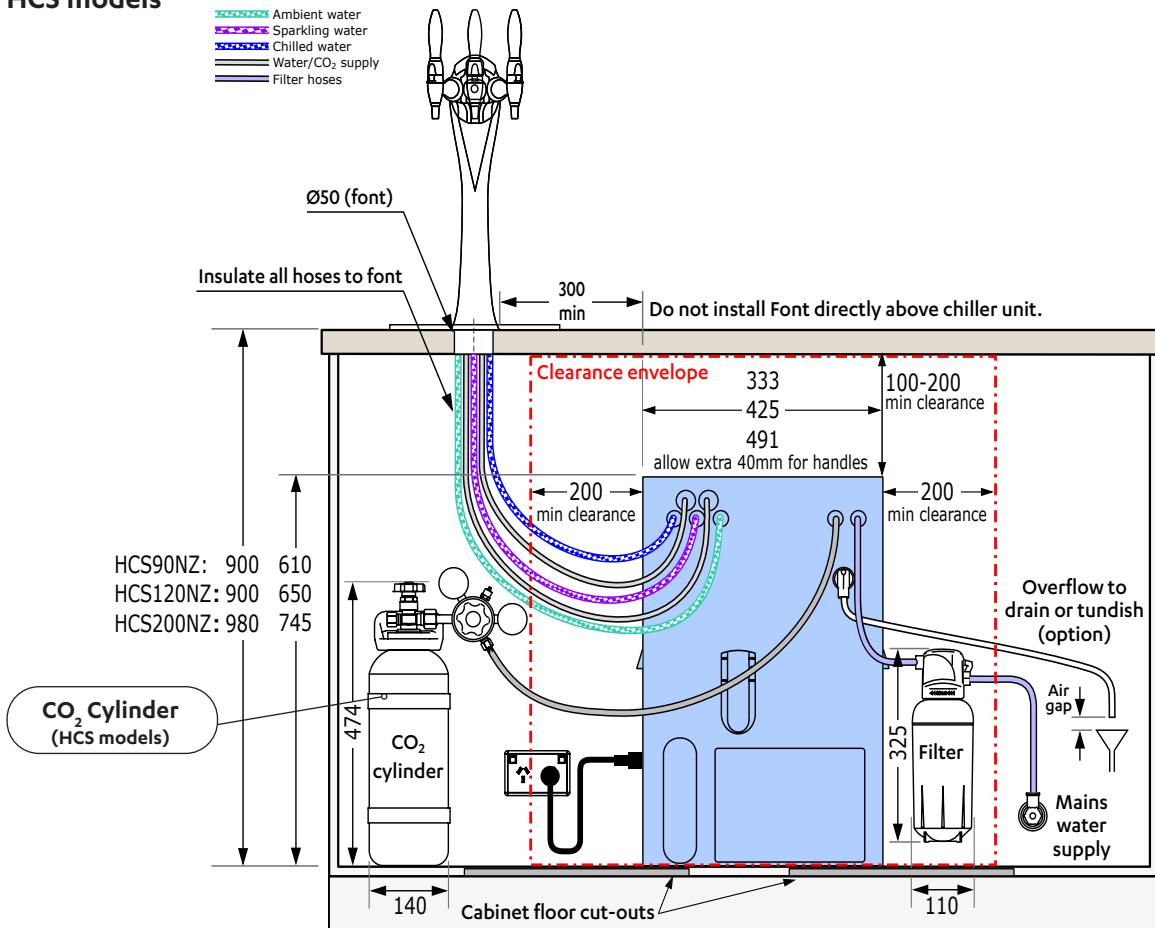 HCS models
Ambient water
Sparkling water
Chilled water
Water/CO₂ supply
Filter hoses
Ø50 (font)
Insulate all hoses to font
300
min
Do not install Font directly above chiller unit.
Clearance envelope
333
425
491
allow extra 40mm for handles
100-200
min clearance
200
min clearance
200
min clearance
HCS90NZ: 900 610
HCS120NZ: 900 650
HCS200NZ: 980 745
Overflow to
drain or tundish
(option)
Air
gap
CO₂ Cylinder
(HCS models)
474
CO₂
cylinder
325
Filter
Mains
water
supply
140
Cabinet floor cut-outs
110